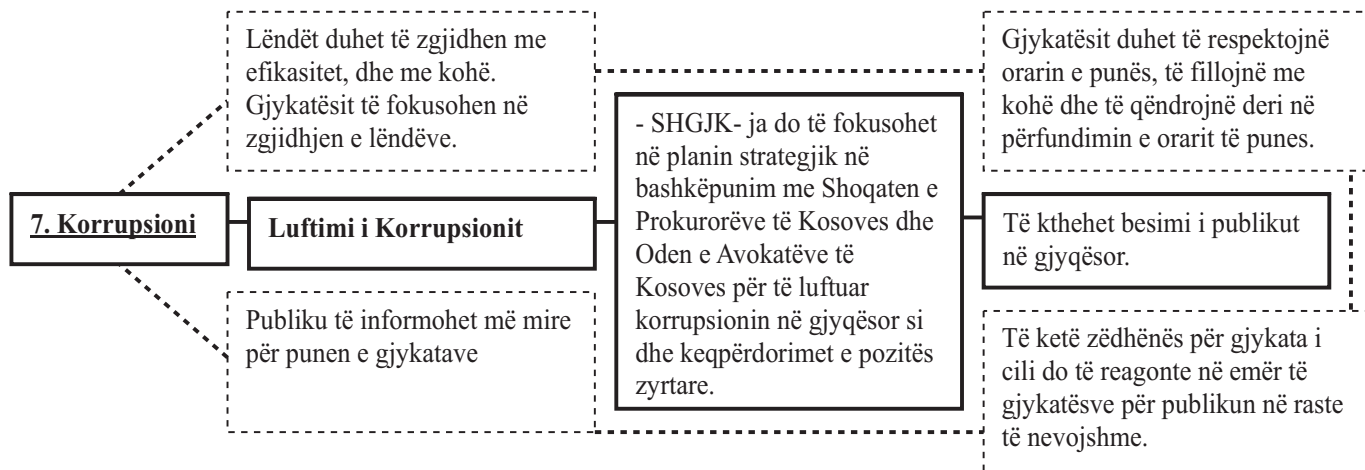 Lëndët duhet të zgjidhen me
efikasitet, dhe me kohë.
Gjykatësit të fokusohen në
zgjidhjen e lëndëve.
Gjykatësit duhet të respektojnë
orarin e punës, të fillojnë me
kohë dhe të qëndrojnë deri në
përfundimin e orarit të punes.
7. Korrupsioni
Luftimi i Korrupsionit
- SHGJK- ja do të fokusohet
në planin strategjik në
bashkëpunim me Shoqaten e
Prokurorëve të Kosoves dhe
Oden e Avokatëve të
Kosoves për të luftuar
korrupsionin në gjyqësor si
dhe keqpërdorimet e pozitës
zyrtare.
Të kthehet besimi i publikut
në gjyqësor.
Publiku të informohet më mire
për punen e gjykatave
Të ketë zëdhënës për gjykata i
cili do të reagonte në emër të
gjykatësve për publikun në raste
të nevojshme.